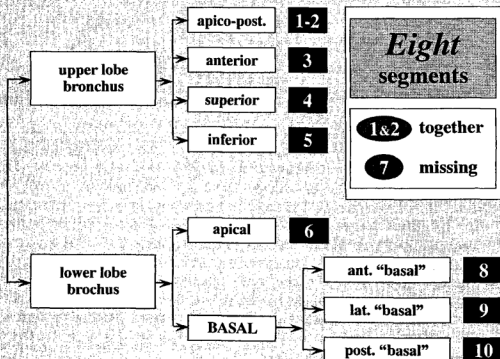 apico-post. 1-2
anterior 3
upper lobe
bronchus
superior 4
inferior 5
Eight
segments
1&2 together
7 missing
apical 6
lower lobe
brochus
BASAL
ant. “basal” 8
lat. “basal” 9
post. “basal” 10